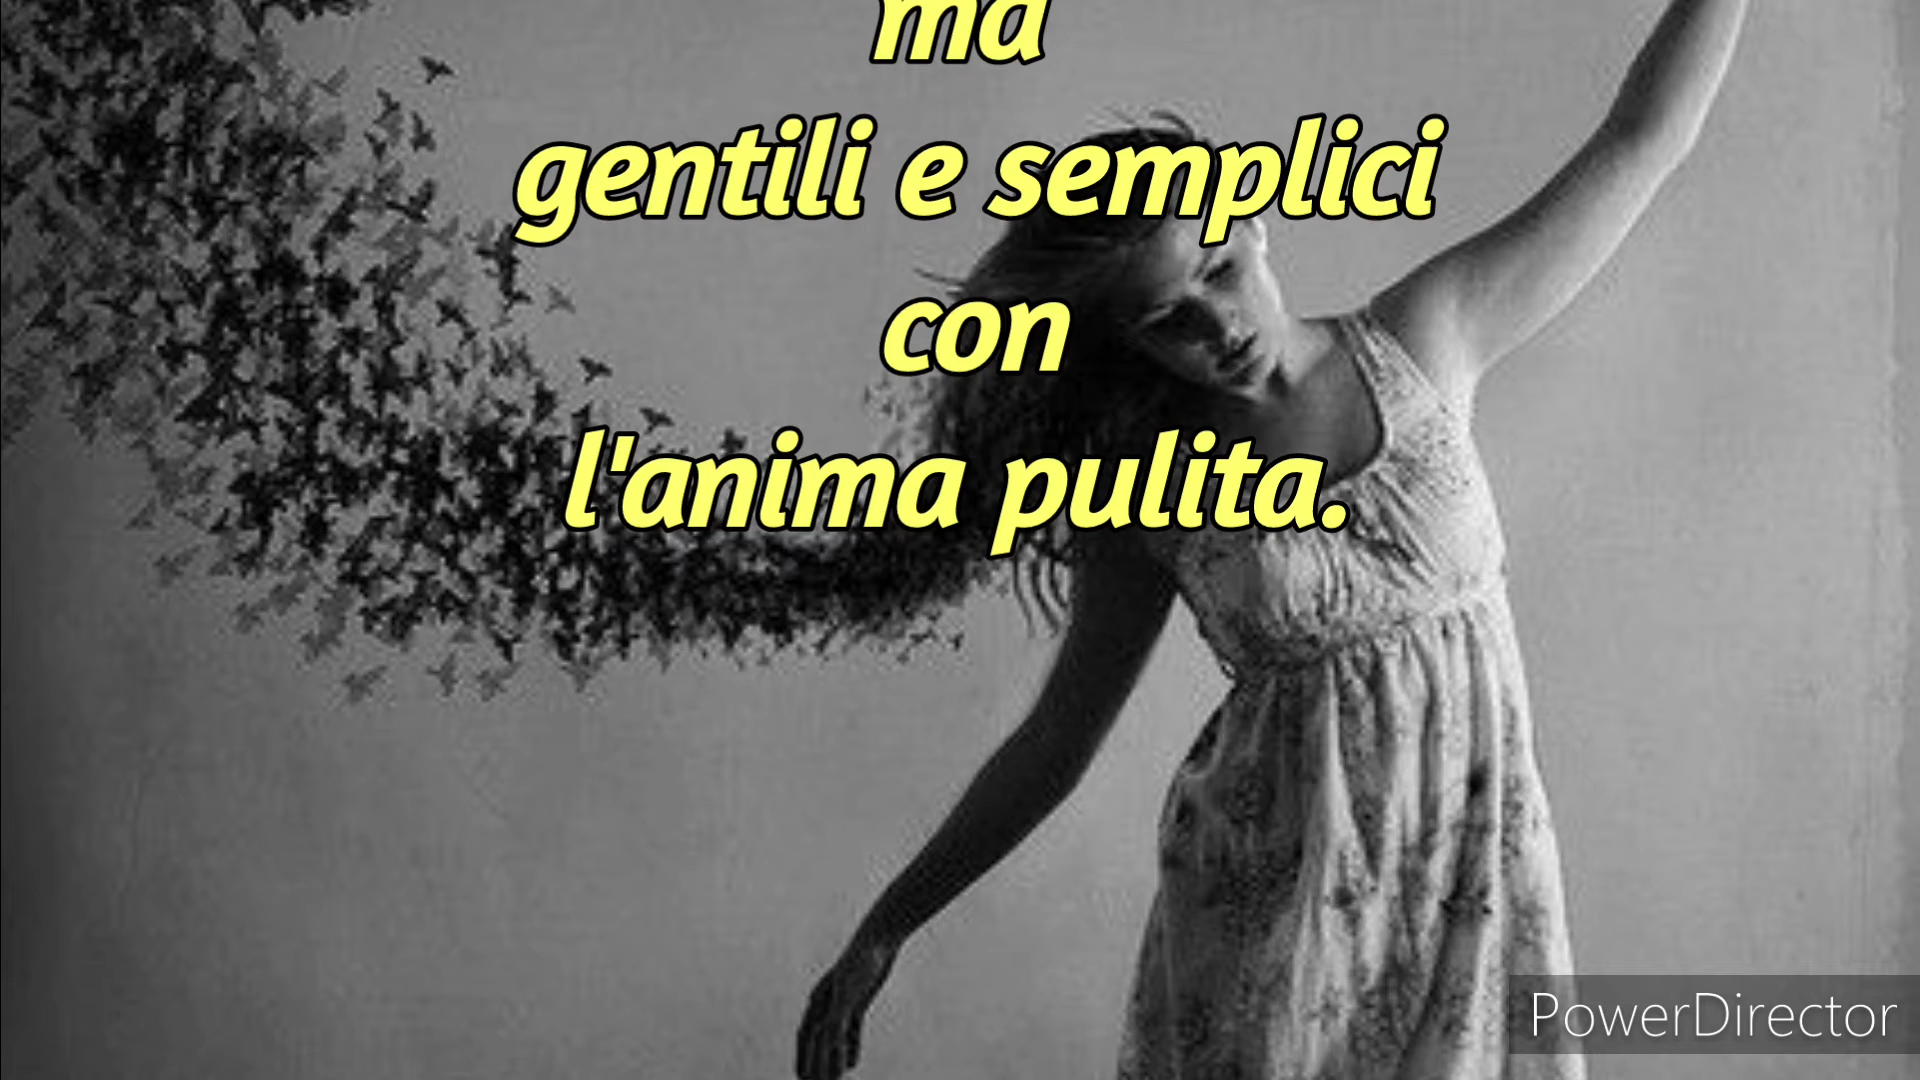 ma
gentili e semplici
con
l'anima pulita.
PowerDirector